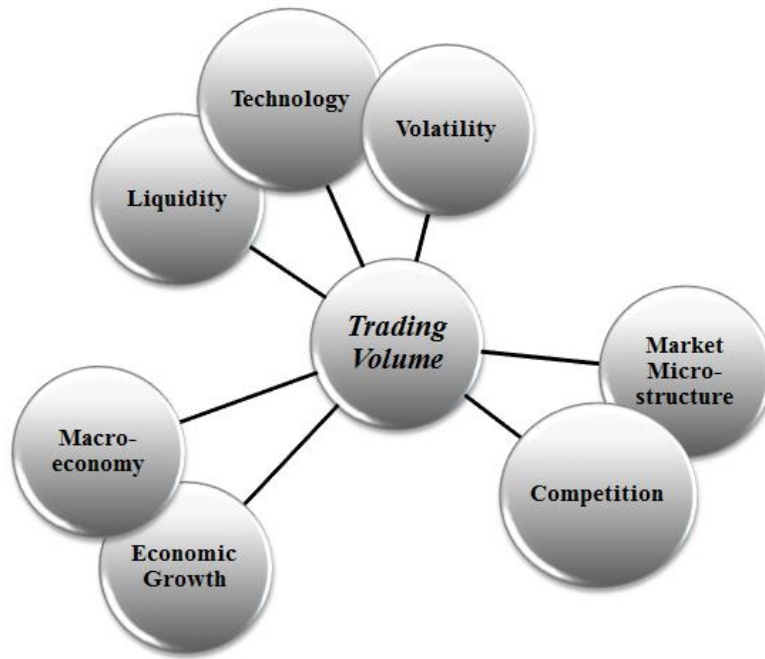 Technology
Volatility
Liquidity
Trading
Volume
Market
Micro-
structure
Macro-
economy
Competition
Economic
Growth